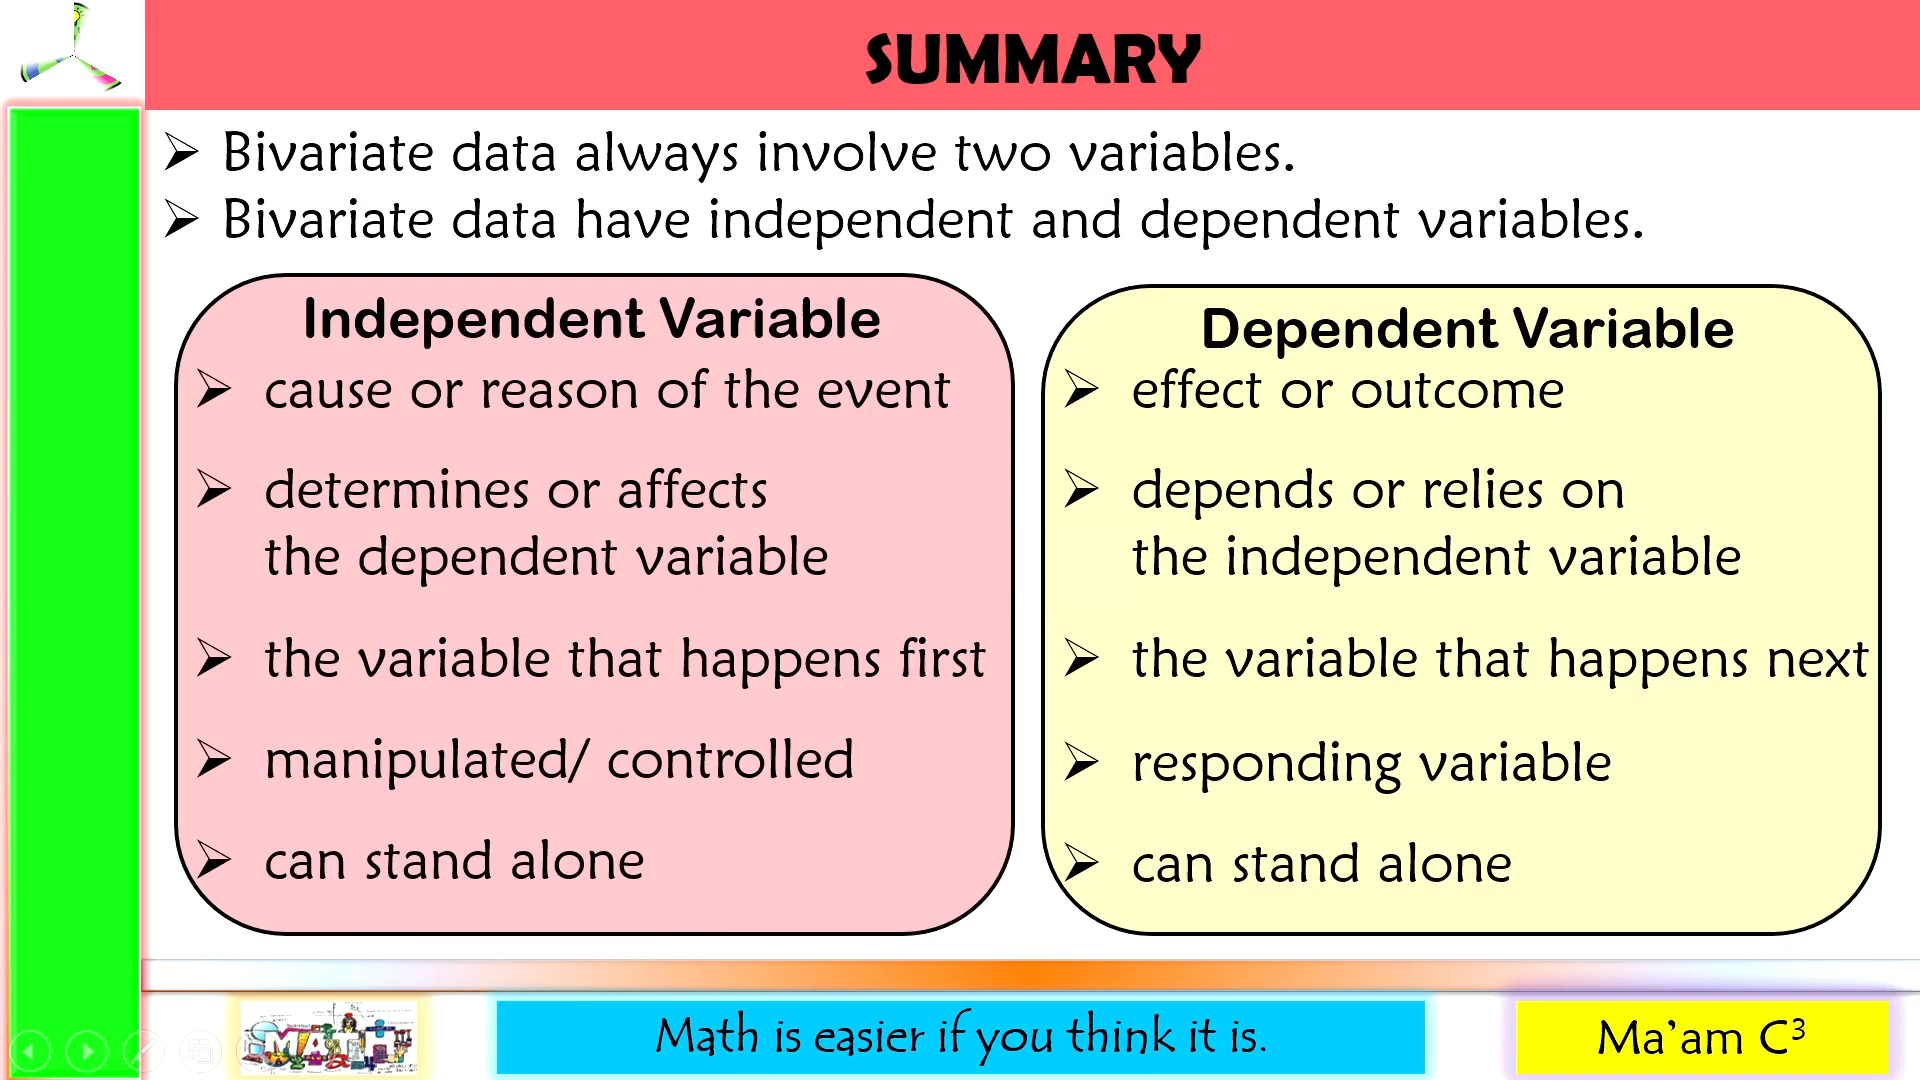 SUMMARY
➢ Bivariate data always involve two variables.
➢ Bivariate data have independent and dependent variables.
Independent Variable
➢ cause or reason of the event
➢ determines or affects
the dependent variable
➢ the variable that happens first
➢ manipulated/ controlled
➢ can stand alone
Dependent Variable
➢ effect or outcome
➢ depends or relies on
the independent variable
➢ the variable that happens next
➢ responding variable
➢ can stand alone
MATH
Math is easier if you think it is.
Ma’am C³